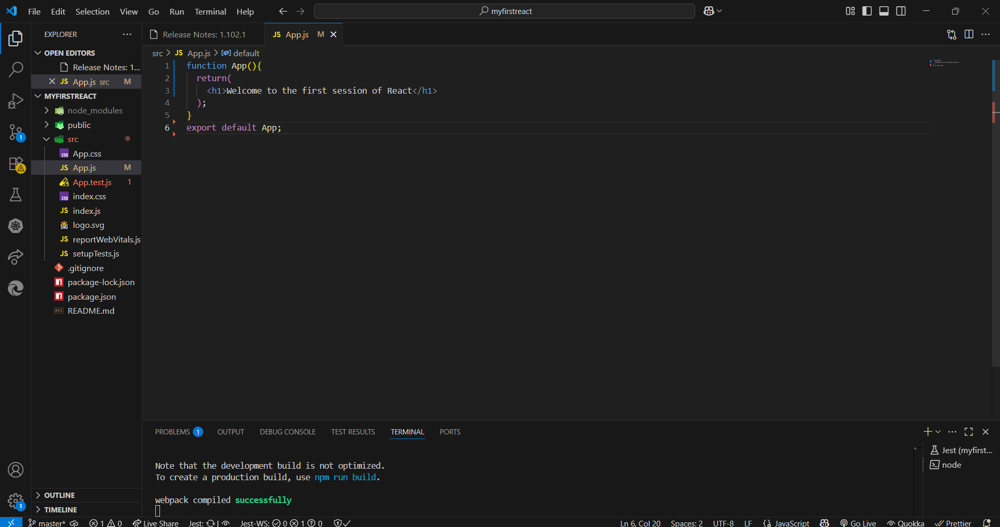 File Edit Selection View Go Run Terminal Help
myfirstreact
EXPLORER
OPEN EDITORS
Release Notes: 1...
JS App.js src M
MYFIRSTREACT
node_modules
public
src
App.css
JS App.js M
App.test.js 1
index.css
JS index.js
logo.svg
JS reportWebVitals.js
JS setupTests.js
.gitignore
package-lock.json
package.json
README.md
OUTLINE
TIMELINE
Release Notes: 1.102.1
JS App.js M
src > JS App.js > default
1 function App(){
2 return(
3 <h1>Welcome to the first session of React</h1>
4 );
5 }
6 export default App;
PROBLEMS 1 OUTPUT DEBUG CONSOLE TEST RESULTS TERMINAL PORTS
Note that the development build is not optimized.
To create a production build, use npm run build.
webpack compiled successfully
Jest (myfirst...
node
master* 1 0 Live Share Jest: Jest-WS: 0 1 0 Ln 6, Col 20 Spaces: 2 UTF-8 LF {} JavaScript Go Live Quokka Prettier